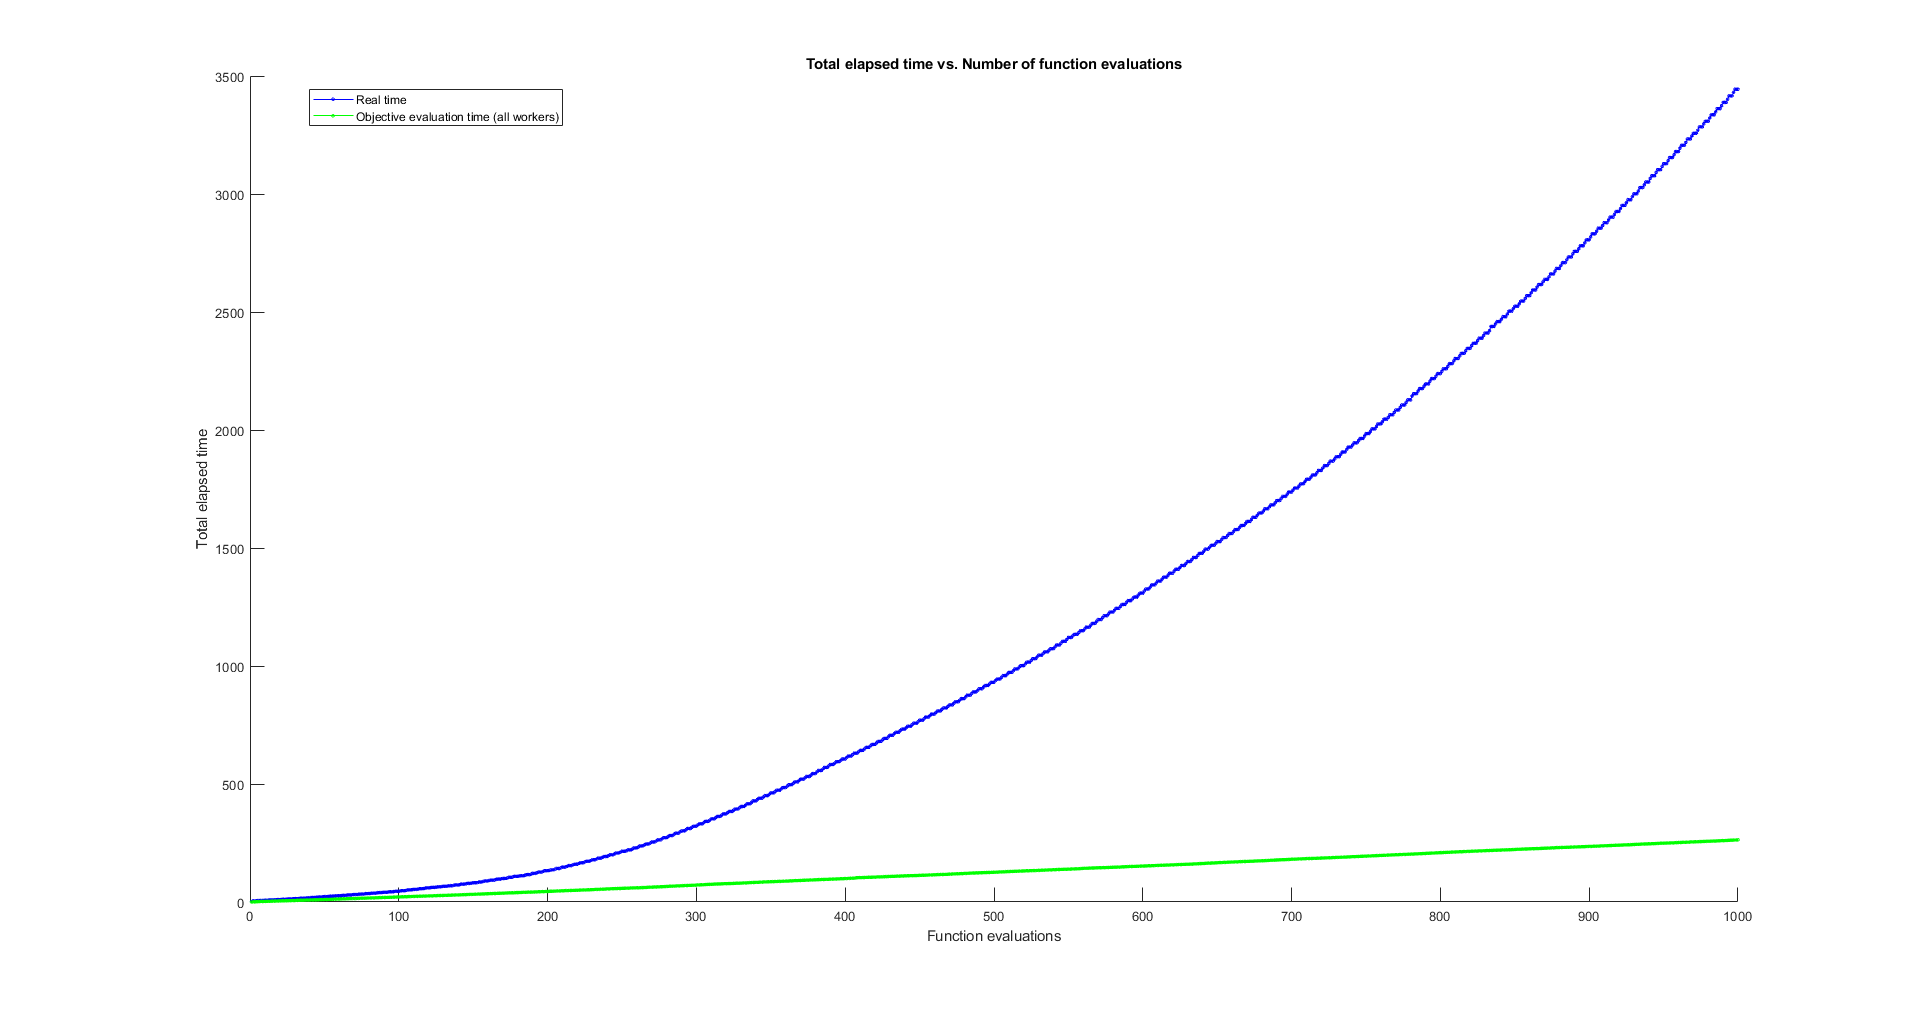 Total elapsed time vs. Number of function evaluations
Real time
Objective evaluation time (all workers)
3500
3000
2500
2000
1500
1000
500
0
Total elapsed time
0 100 200 300 400 500 600 700 800 900 1000
Function evaluations